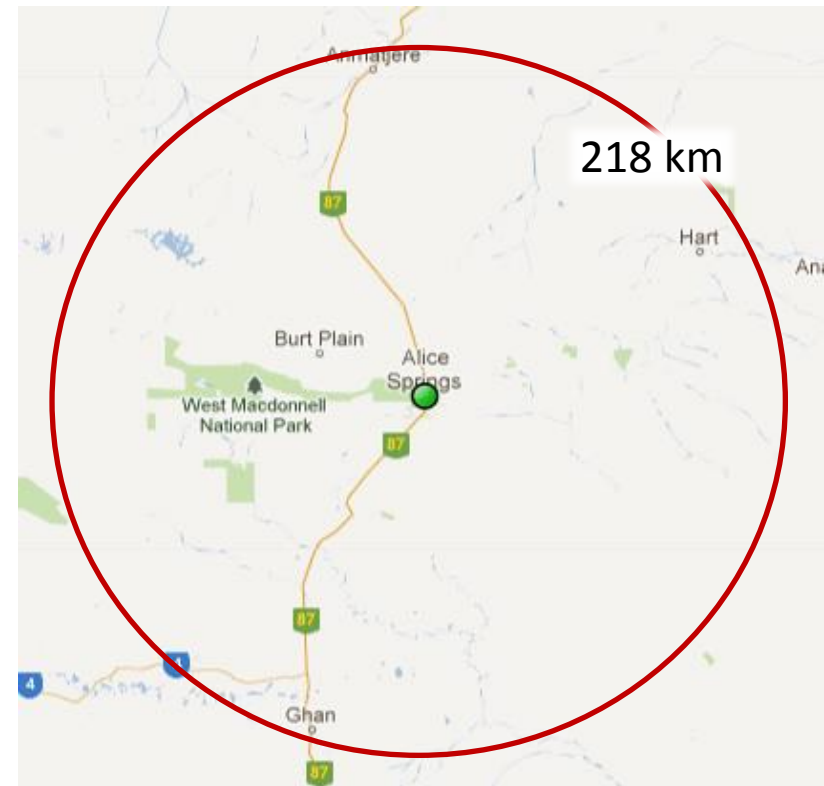 Anmatjere
218 km
87
Hart
Ana
Burt Plain
Alice
Springs
West Macdonnell
National Park
87
87
4
4
Ghan
87